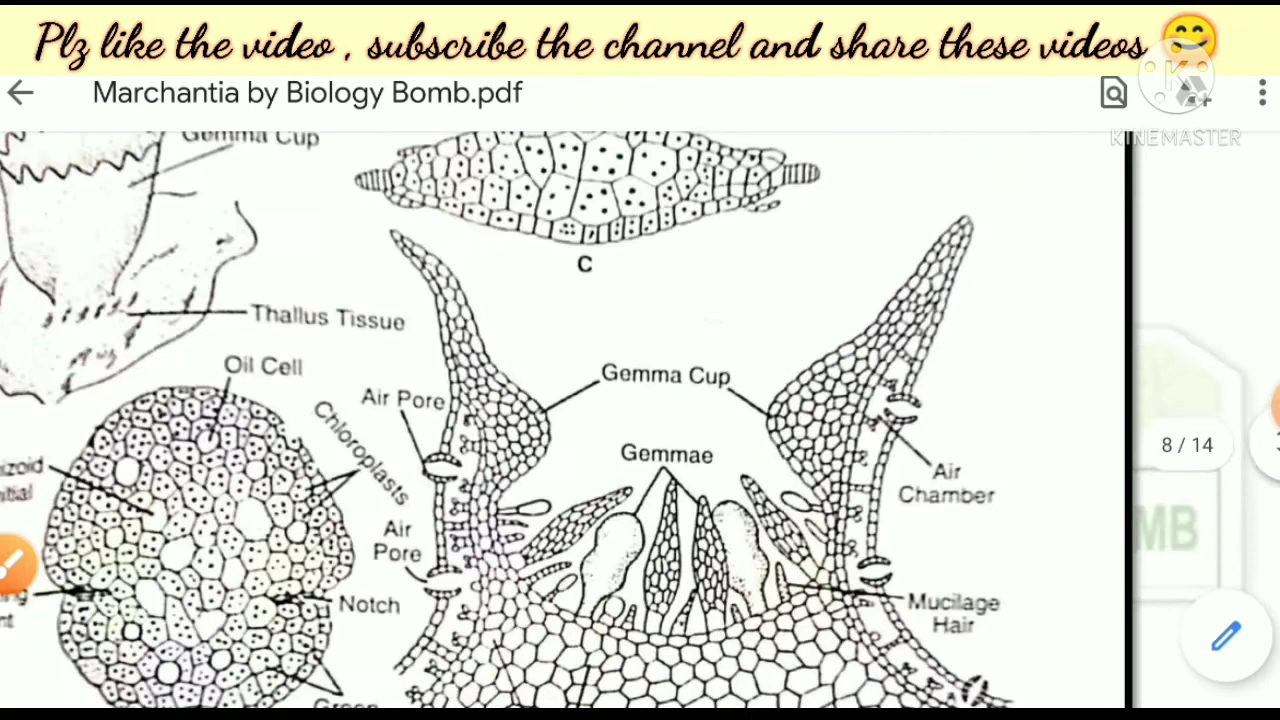 Plz like the video , subscribe the channel and share these videos 😊
Marchantia by Biology Bomb.pdf
KINEMASTER
Gemma Cup
C
Thallus Tissue
Oil Cell
Air Pore
Chloroplasts
Gemma Cup
Gemmae
8 / 14
Air
Chamber
Air
Pore
Notch
Mucilage
Hair
MB